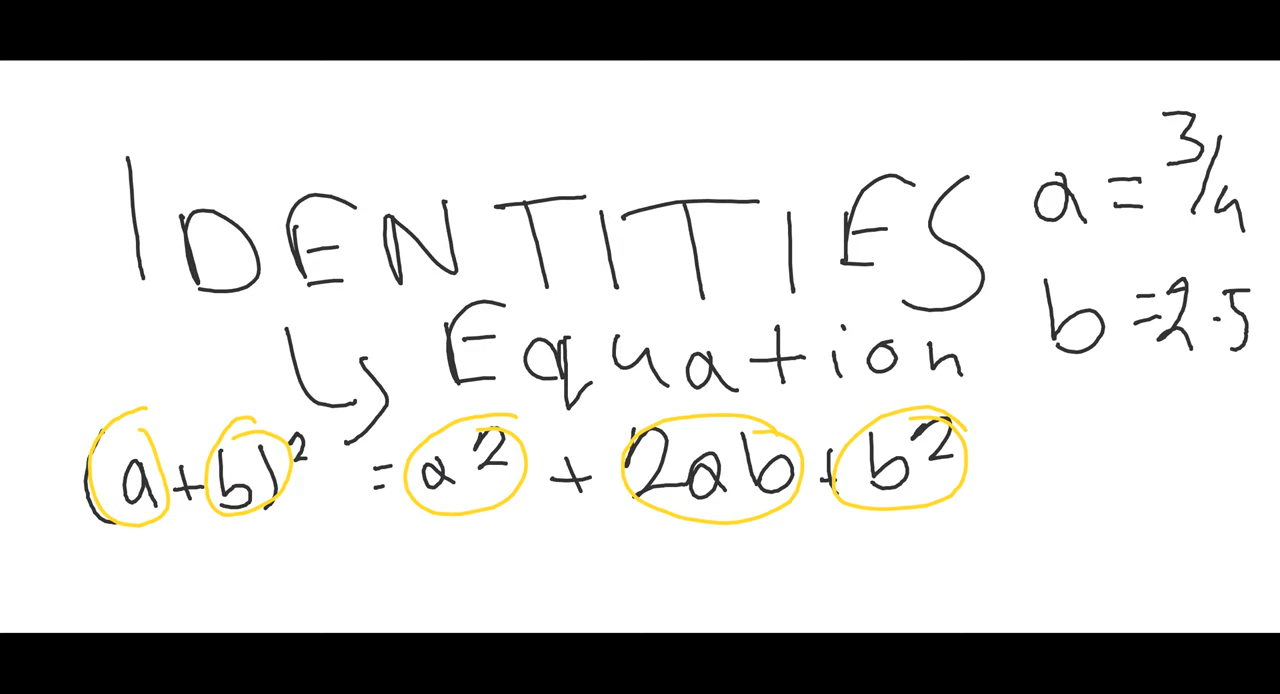 IDENTITIES
a = 3/4
b = 2.5
↳ Equation
(a+b)² = a² + 2ab + b²